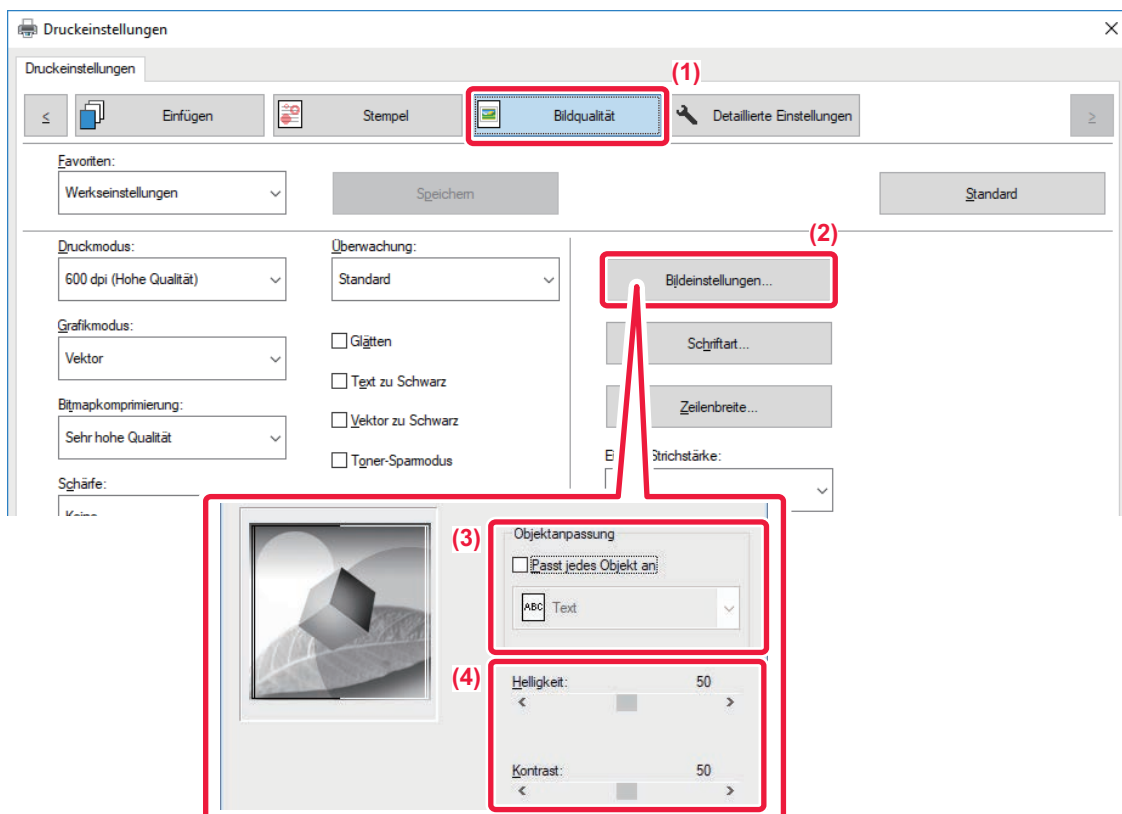 Druckeinstellungen
Druckeinstellungen
(1)
<
Einfügen
Stempel
Bildqualität
Detaillierte Einstellungen
>
Favoriten:
Werkseinstellungen
Speichern
Standard
(2)
Druckmodus:
600 dpi (Hohe Qualität)
Überwachung:
Standard
Bildeinstellungen...
Grafikmodus:
Vektor
Glätten
Text zu Schwarz
Schriftart...
Bitmapkomprimierung:
Sehr hohe Qualität
Vektor zu Schwarz
Toner-Sparmodus
Zeilenbreite...
Strichstärke:
Schärfe:
Keine
(3)
Objektanpassung
Passt jedes Objekt an
ABC Text
(4)
Helligkeit: 50
< >
Kontrast: 50
< >